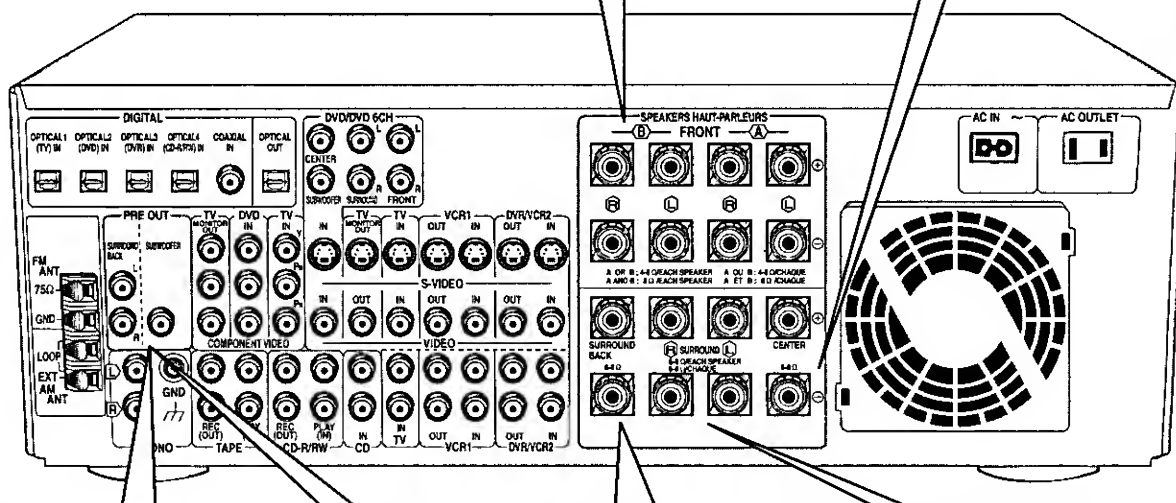 DIGITAL
OPTICAL1 OPTICAL2 OPTICAL3 OPTICAL4 COAXIAL OPTICAL
(TV) IN (DVD) IN (DVR) IN (CD-R/RW) IN IN OUT
DVD/DVD 6CH
L L
CENTER
R R
SUBWOOFER SURROUND FRONT
SPEAKERS HAUT-PARLEURS
B FRONT A
+
R L R L
−
A OR B : 4-8 Ω/EACH SPEAKER A OU B : 4-8 Ω/CHAQUE
A AND B : 8 Ω/EACH SPEAKER A ET B : 8 Ω/CHAQUE
+
SURROUND BACK
R SURROUND L
CENTER
6-8 Ω/EACH SPEAKER
6-8 Ω/CHAQUE
6-8 Ω
6-8 Ω
−
AC IN ~
AC OUTLET
FM
ANT
75Ω
GND
LOOP
EXT
AM
ANT
PRE OUT
SURROUND BACK
SUBWOOFER
L
R
TV DVD TV
MONITOR OUT IN IN
Y
COMPONENT VIDEO
TV TV VCR1 DVR/VCR2
IN MONITOR OUT IN OUT IN OUT IN
S-VIDEO
IN OUT IN OUT IN OUT IN
VIDEO
L
R
GND
REC (OUT)
TAPE
REC (OUT)
PLAY (IN)
CD-R/RW
IN
CD
IN
TV
OUT IN
VCR1
OUT IN
DVR/VCR2